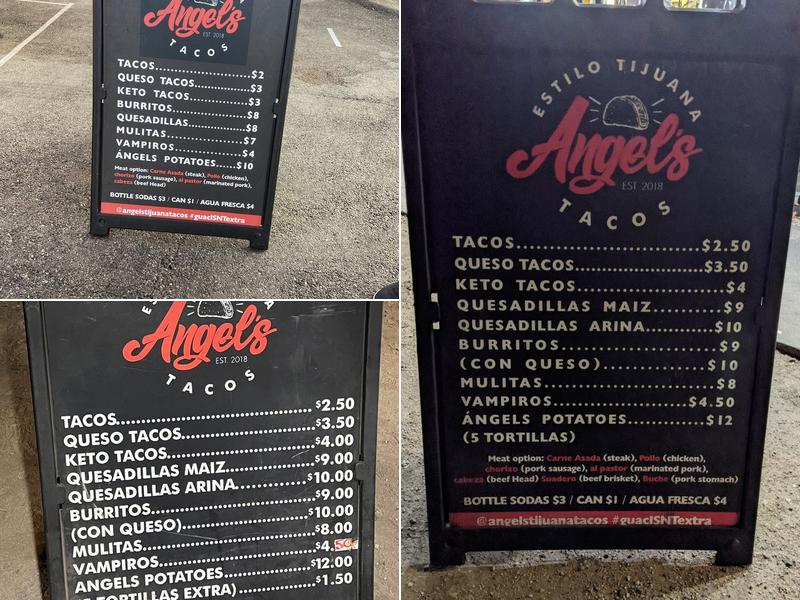 Angel's
EST. 2018
TACOS
TACOS.......................$2
QUESO TACOS..............$3
KETO TACOS...............$3
BURRITOS...................$8
QUESADILLAS..............$8
MULITAS....................$7
VAMPIROS..................$4
ÁNGELS POTATOES.....$10
Meat option: Carne Asada (steak), Pollo (chicken),
chorizo (pork sausage), al pastor (marinated pork),
cabeza (beef Head)
BOTTLE SODAS $3 / CAN $1 / AGUA FRESCA $4
@angelstijuanatacos #guacISNTextra
Angel's
EST. 2018
TACOS
TACOS.......................................$2.50
QUESO TACOS..........................$3.50
KETO TACOS.............................$4.00
QUESADILLAS MAIZ...................$9.00
QUESADILLAS ARINA................$10.00
BURRITOS.................................$9.00
(CON QUESO)..........................$10.00
MULITAS...................................$8.00
VAMPIROS................................$4.50
ANGELS POTATOES..................$12.00
TORTILLAS EXTRA)..................$1.50
ESTILO TIJUANA
Angel's
EST 2018
TACOS
TACOS............................$2.50
QUESO TACOS...................$3.50
KETO TACOS......................$4
QUESADILLAS MAIZ............$9
QUESADILLAS ARINA..........$10
BURRITOS..........................$9
(CON QUESO)..................$10
MULITAS...........................$8
VAMPIROS......................$4.50
ÁNGELS POTATOES............$12
(5 TORTILLAS)
Meat option: Carne Asada (steak), Pollo (chicken),
chorizo (pork sausage), al pastor (marinated pork),
cabeza (beef Head) Suadero (beef brisket), Buche (pork stomach)
BOTTLE SODAS $3 / CAN $1 / AGUA FRESCA $4
@angelstijuanatacos #guacISNTextra